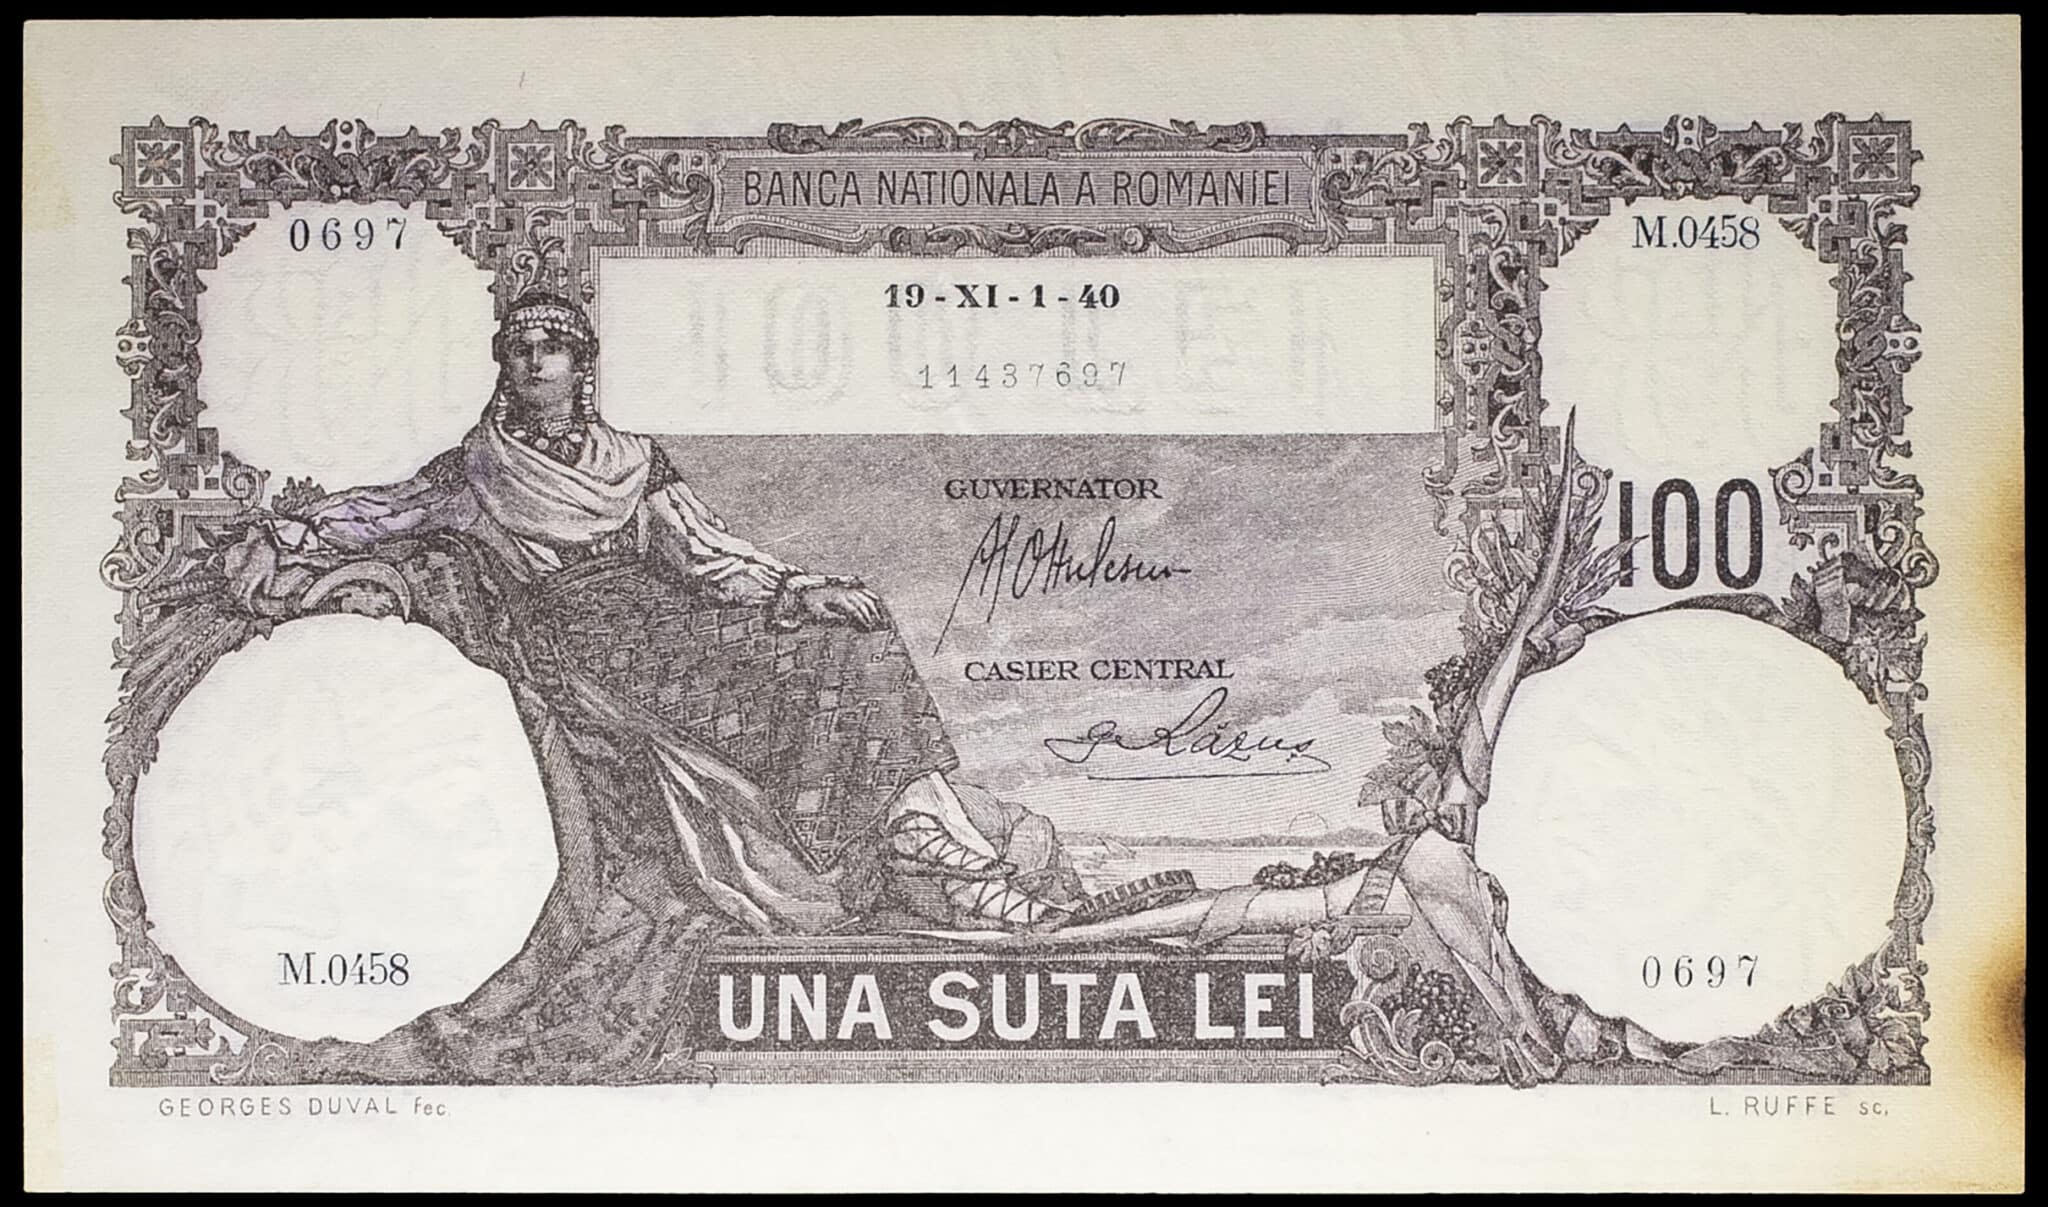 BANCA NATIONALA A ROMANIEI
0697
M.0458
19-XI-1-40
11437697
GUVERNATOR
100
CASIER CENTRAL
M.0458
0697
UNA SUTA LEI
GEORGES DUVAL fec.
L. RUFFE sc.